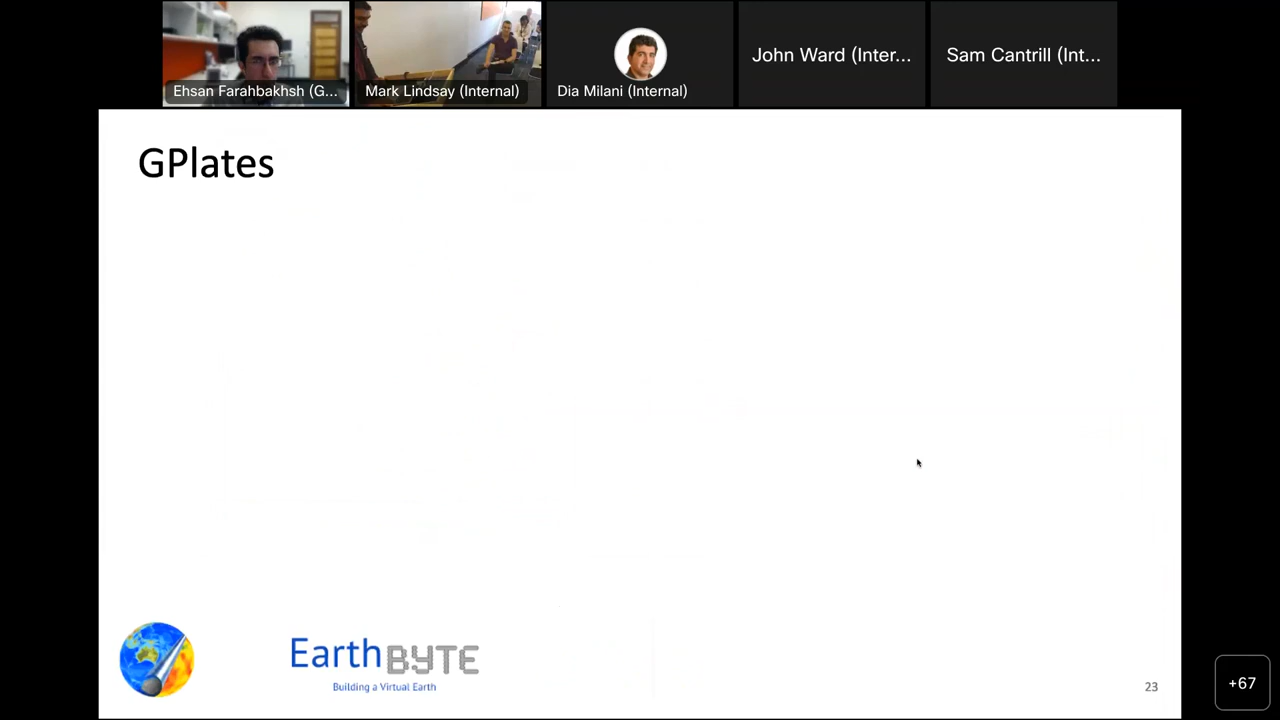 Ehsan Farahbakhsh (G...
Mark Lindsay (Internal)
Dia Milani (Internal)
John Ward (Inter...
Sam Cantrill (Int...
GPlates
EarthBYTE
Building a Virtual Earth
23
+67